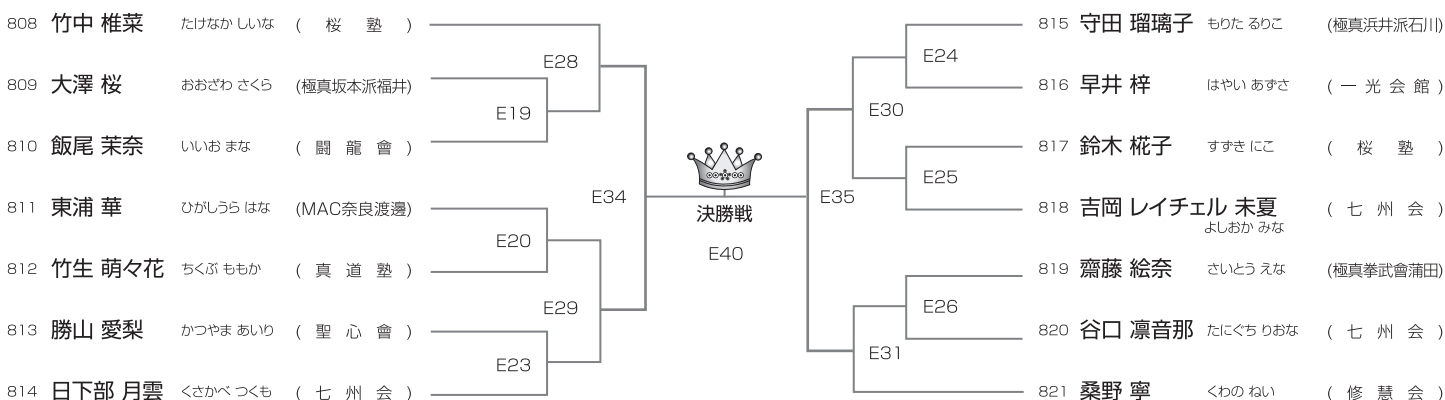 808 竹中 椎菜 たけなか しいな ( 桜 塾 )
809 大澤 桜 おおざわ さくら (極真坂本派福井)
810 飯尾 茉奈 いいお まな ( 闘 龍 會 )
811 東浦 華 ひがしうら はな (MAC奈良渡邊)
812 竹生 萌々花 ちくぶ ももか ( 真 道 塾 )
813 勝山 愛梨 かつやま あいり ( 聖 心 會 )
814 日下部 月雲 くさかべ つくも ( 七 州 会 )
E28
E19
E34
E20
E29
E23
決勝戦
E40
E24
E30
E25
E35
E26
E31
815 守田 瑠璃子 もりた るりこ (極真浜井派石川)
816 早井 梓 はやい あずさ ( 一 光 会 館 )
817 鈴木 椛子 すずき にこ ( 桜 塾 )
818 吉岡 レイチェル 未夏 ( 七 州 会 )
よしおか みな
819 齋藤 絵奈 さいとう えな (極真拳武會蒲田)
820 谷口 凛音那 たにぐち りおな ( 七 州 会 )
821 桑野 寧 くわの ねい ( 修 慧 会 )